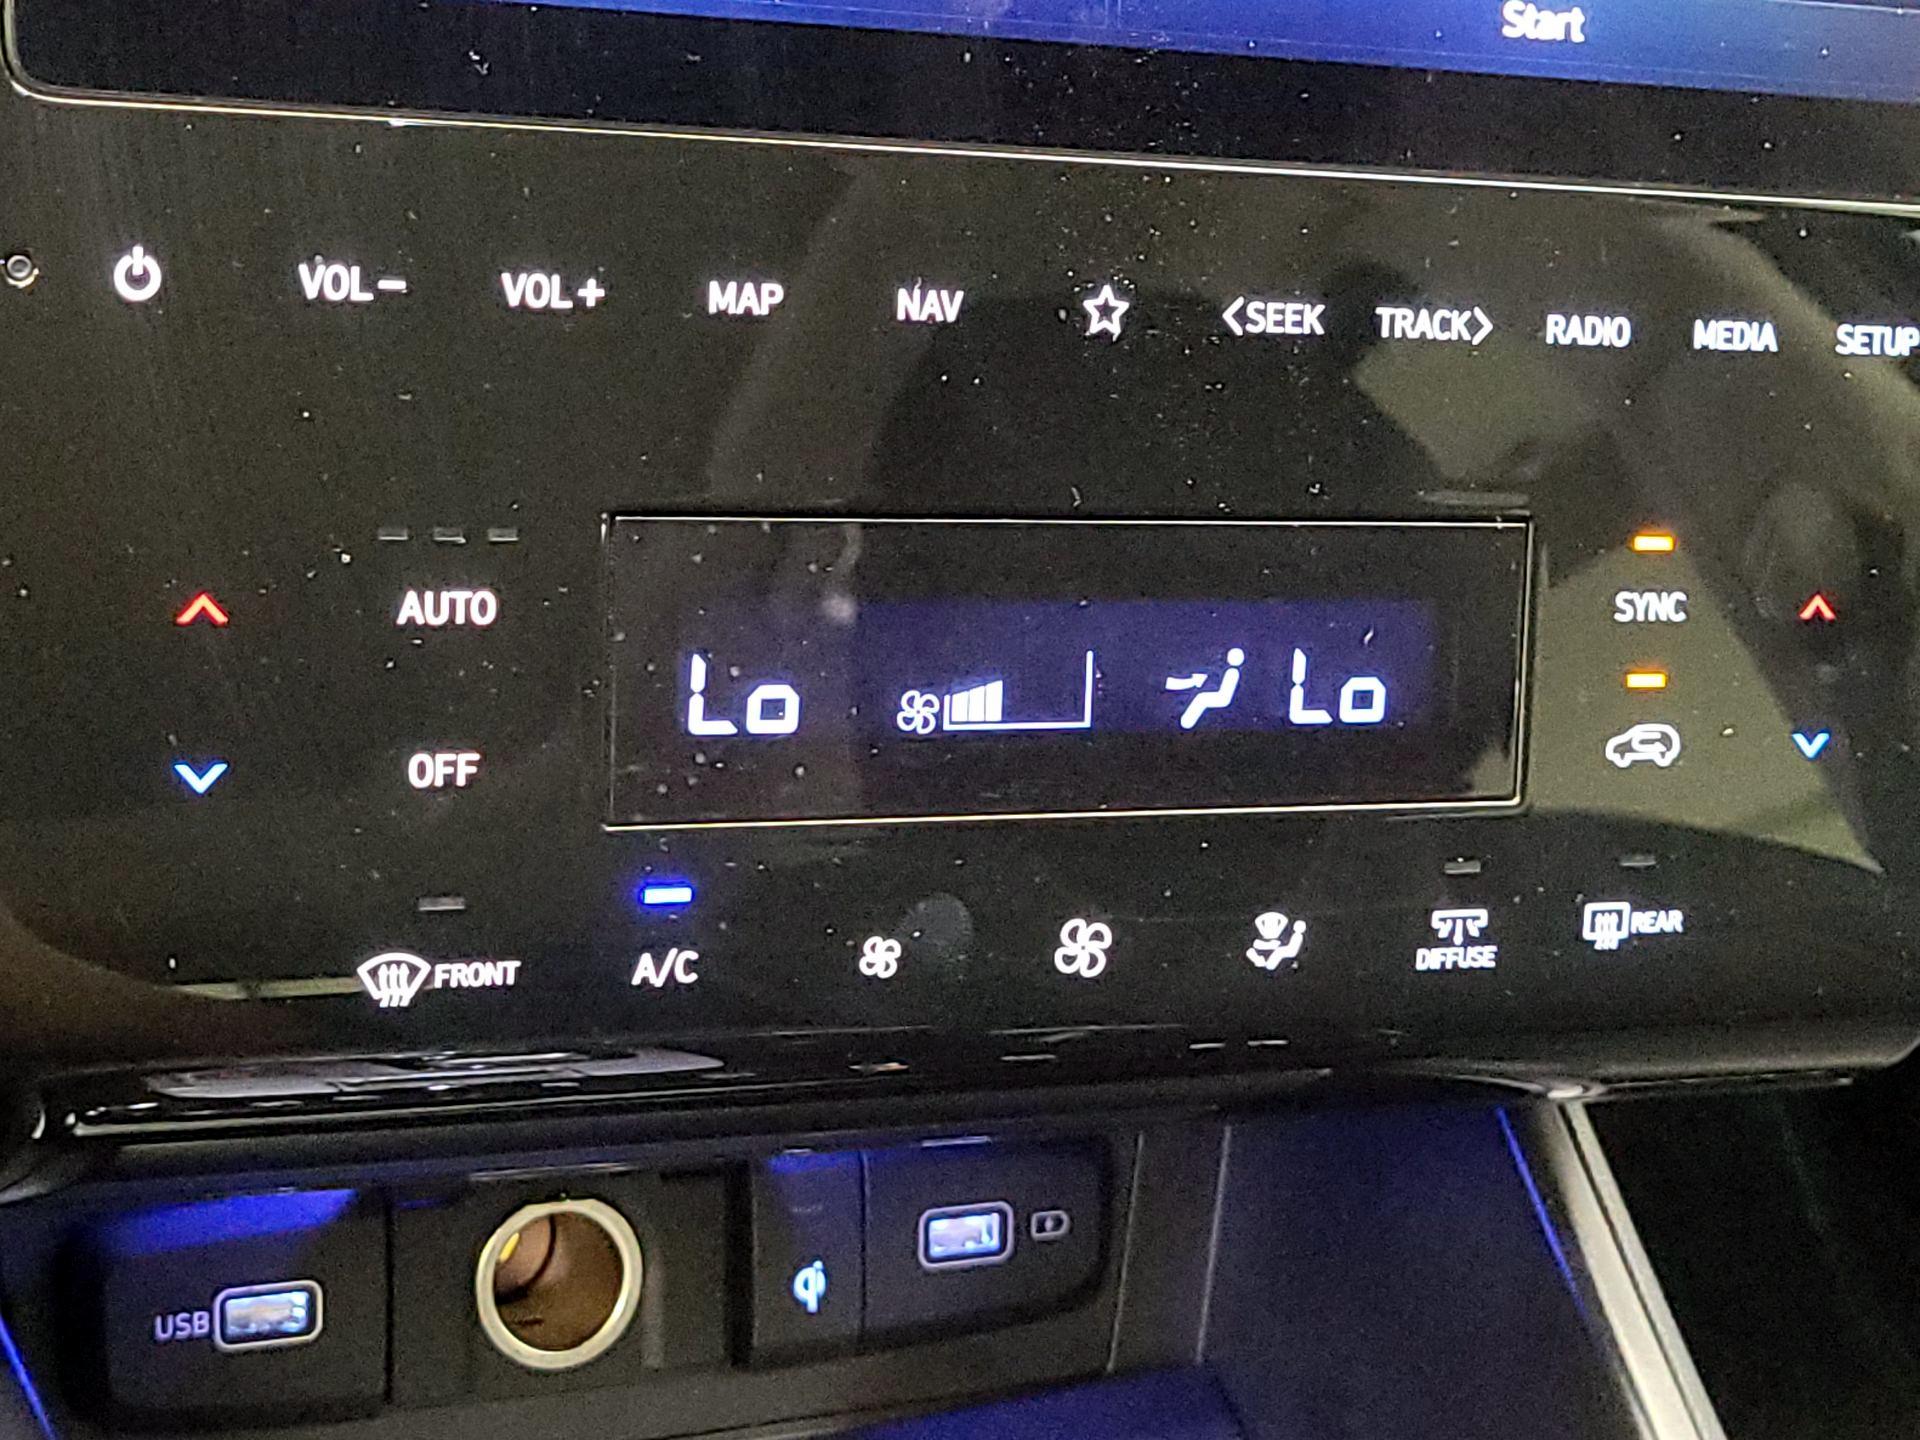 Start
VOL- VOL+ MAP NAV <SEEK TRACK> RADIO MEDIA SETUP
AUTO SYNC
Lo Lo
OFF
FRONT A/C DIFFUSE REAR
USB